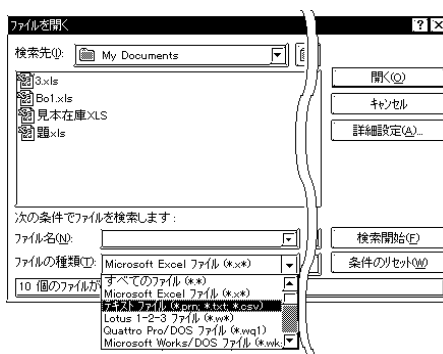 ファイルを開く
検索先(I):
My Documents
3.xls
Bo1.xls
見本在庫XLS
題xls
開く(O)
キャンセル
詳細設定(A)...
次の条件でファイルを検索します:
ファイル名(N):
検索開始(F)
ファイルの種類(T):
Microsoft Excel ファイル (*.x*)
条件のリセット(W)
10 個のファイルが
すべてのファイル (*.*)
Microsoft Excel ファイル (*.x*)
テキスト ファイル (*.prn; *.txt; *.csv)
Lotus 1-2-3 ファイル (*.w*)
Quattro Pro/DOS ファイル (*.wq1)
Microsoft Works/DOS ファイル (*.wk